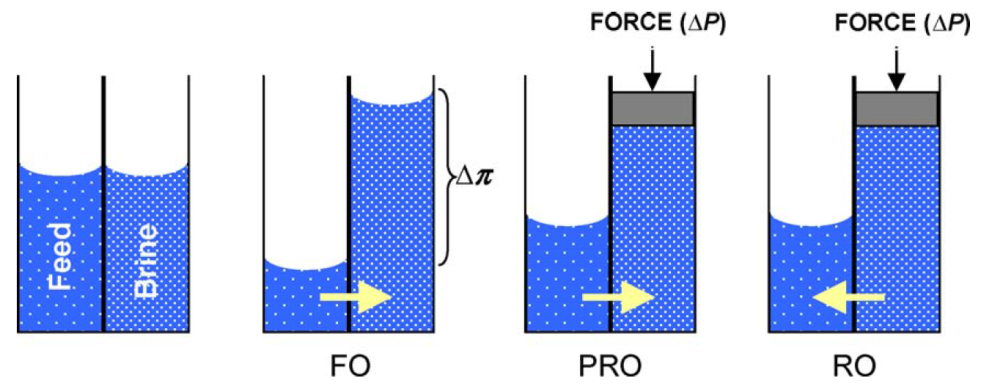 FORCE (ΔP)
FORCE (ΔP)
Feed
Brine
Δπ
FO
PRO
RO